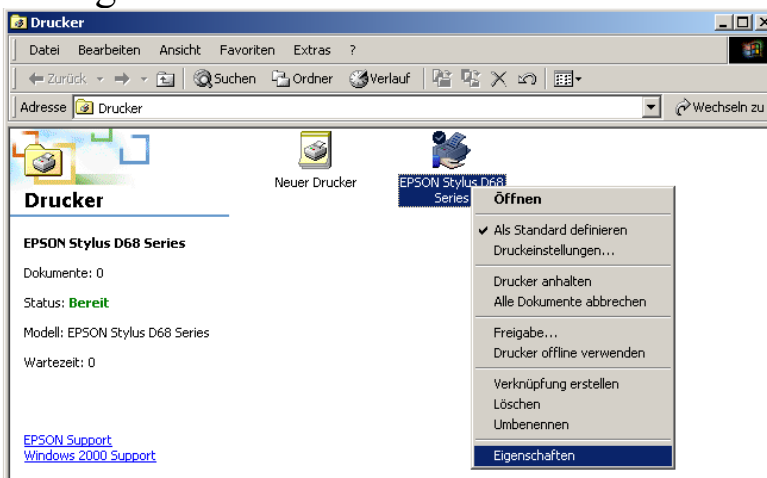 Drucker
Datei Bearbeiten Ansicht Favoriten Extras ?
Zurück Suchen Ordner Verlauf
Adresse Drucker Wechseln zu
Drucker
Neuer Drucker
EPSON Stylus D68
Series
EPSON Stylus D68 Series
Dokumente: 0
Status: Bereit
Modell: EPSON Stylus D68 Series
Wartezeit: 0
EPSON Support
Windows 2000 Support
Öffnen
Als Standard definieren
Druckeinstellungen...
Drucker anhalten
Alle Dokumente abbrechen
Freigabe...
Drucker offline verwenden
Verknüpfung erstellen
Löschen
Umbenennen
Eigenschaften